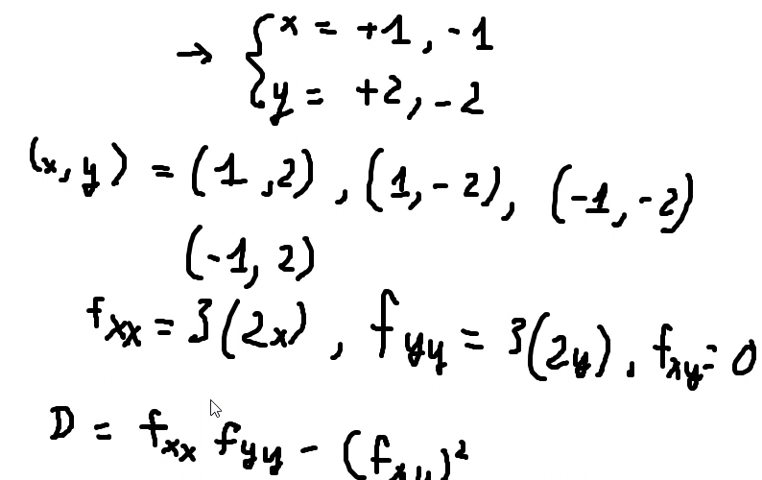 → { x = +1, -1
y = +2, -2
(x, y) = (1, 2), (1, -2), (-1, -2)
(-1, 2)
fxx = 3(2x), fyy = 3(2y), fxy = 0
D = fxx fyy - (fxy)²